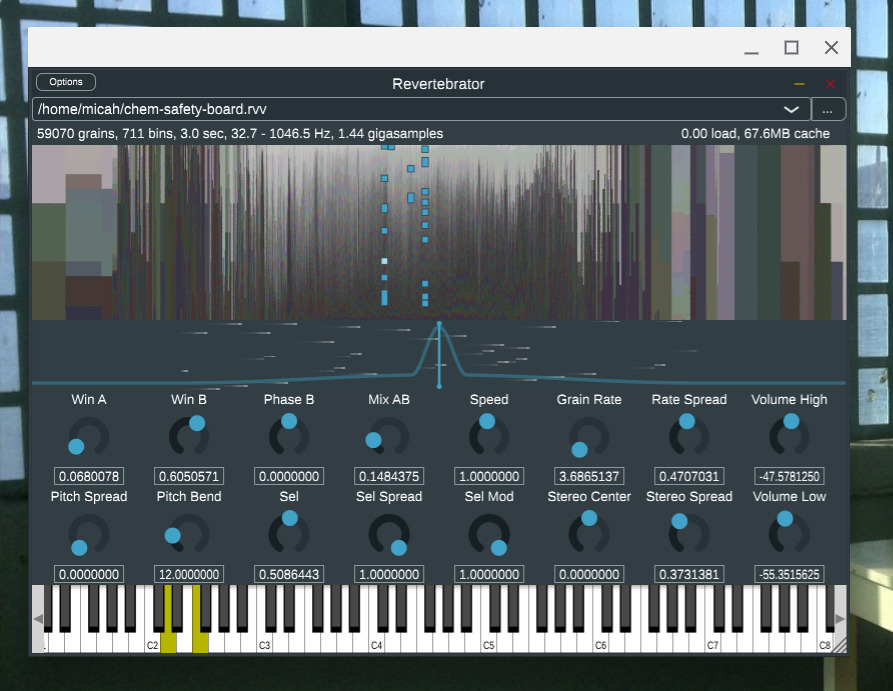 Options
Revertebrator
/home/micah/chem-safety-board.rvv
...
59070 grains, 711 bins, 3.0 sec, 32.7 - 1046.5 Hz, 1.44 gigasamples
0.00 load, 67.6MB cache
Win A
Win B
Phase B
Mix AB
Speed
Grain Rate
Rate Spread
Volume High
0.0680078
0.6050571
0.0000000
0.1484375
1.0000000
3.6865137
0.4707031
-47.5781250
Pitch Spread
Pitch Bend
Sel
Sel Spread
Sel Mod
Stereo Center
Stereo Spread
Volume Low
0.0000000
12.0000000
0.5086443
1.0000000
1.0000000
0.0000000
0.3731381
-55.3515625
C2
C3
C4
C5
C6
C7
C8